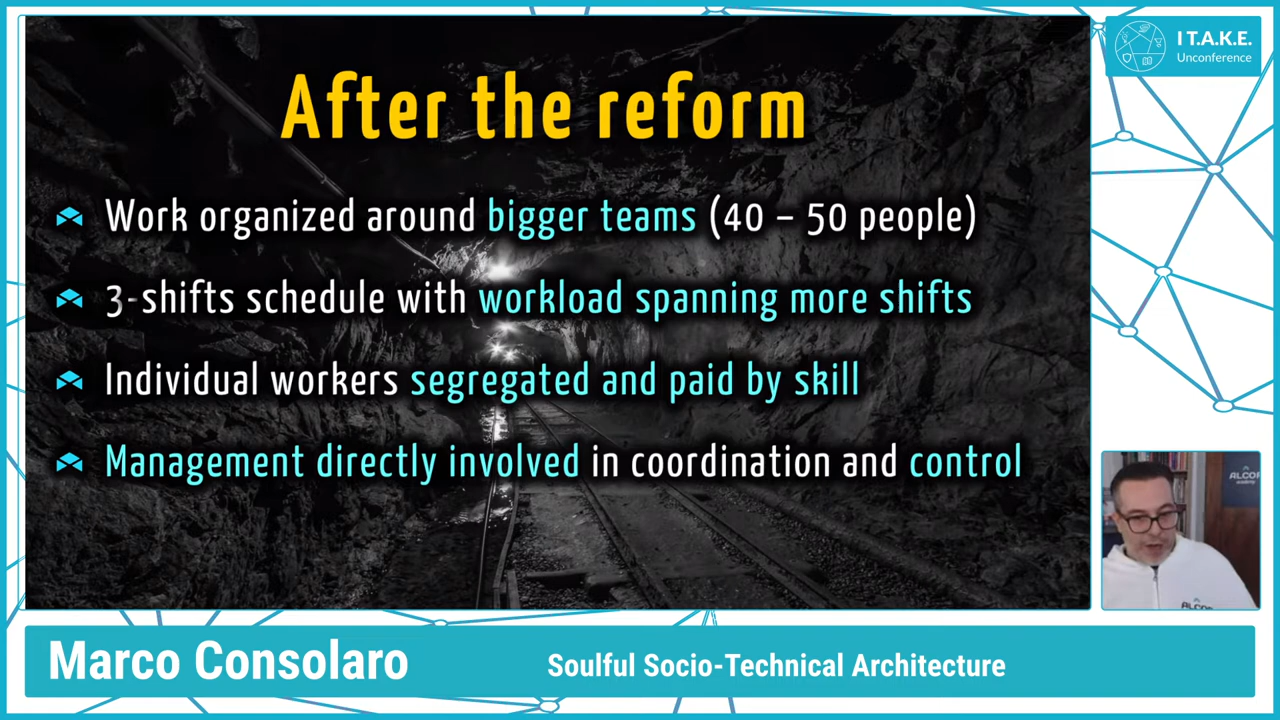 After the reform
Work organized around bigger teams (40 – 50 people)
3-shifts schedule with workload spanning more shifts
Individual workers segregated and paid by skill
Management directly involved in coordination and control
I T.A.K.E.
Unconference
Marco Consolaro
Soulful Socio-Technical Architecture